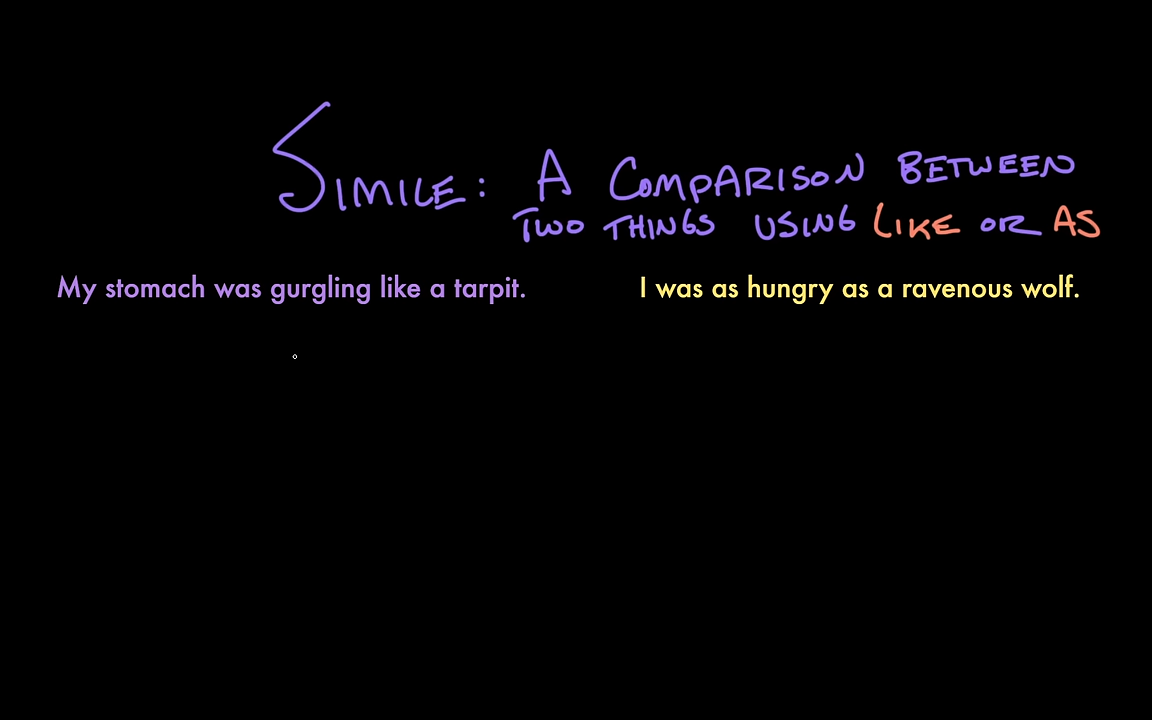 SIMILE: A COMPARISON BETWEEN
TWO THINGS USING LIKE OR AS
My stomach was gurgling like a tarpit.
I was as hungry as a ravenous wolf.